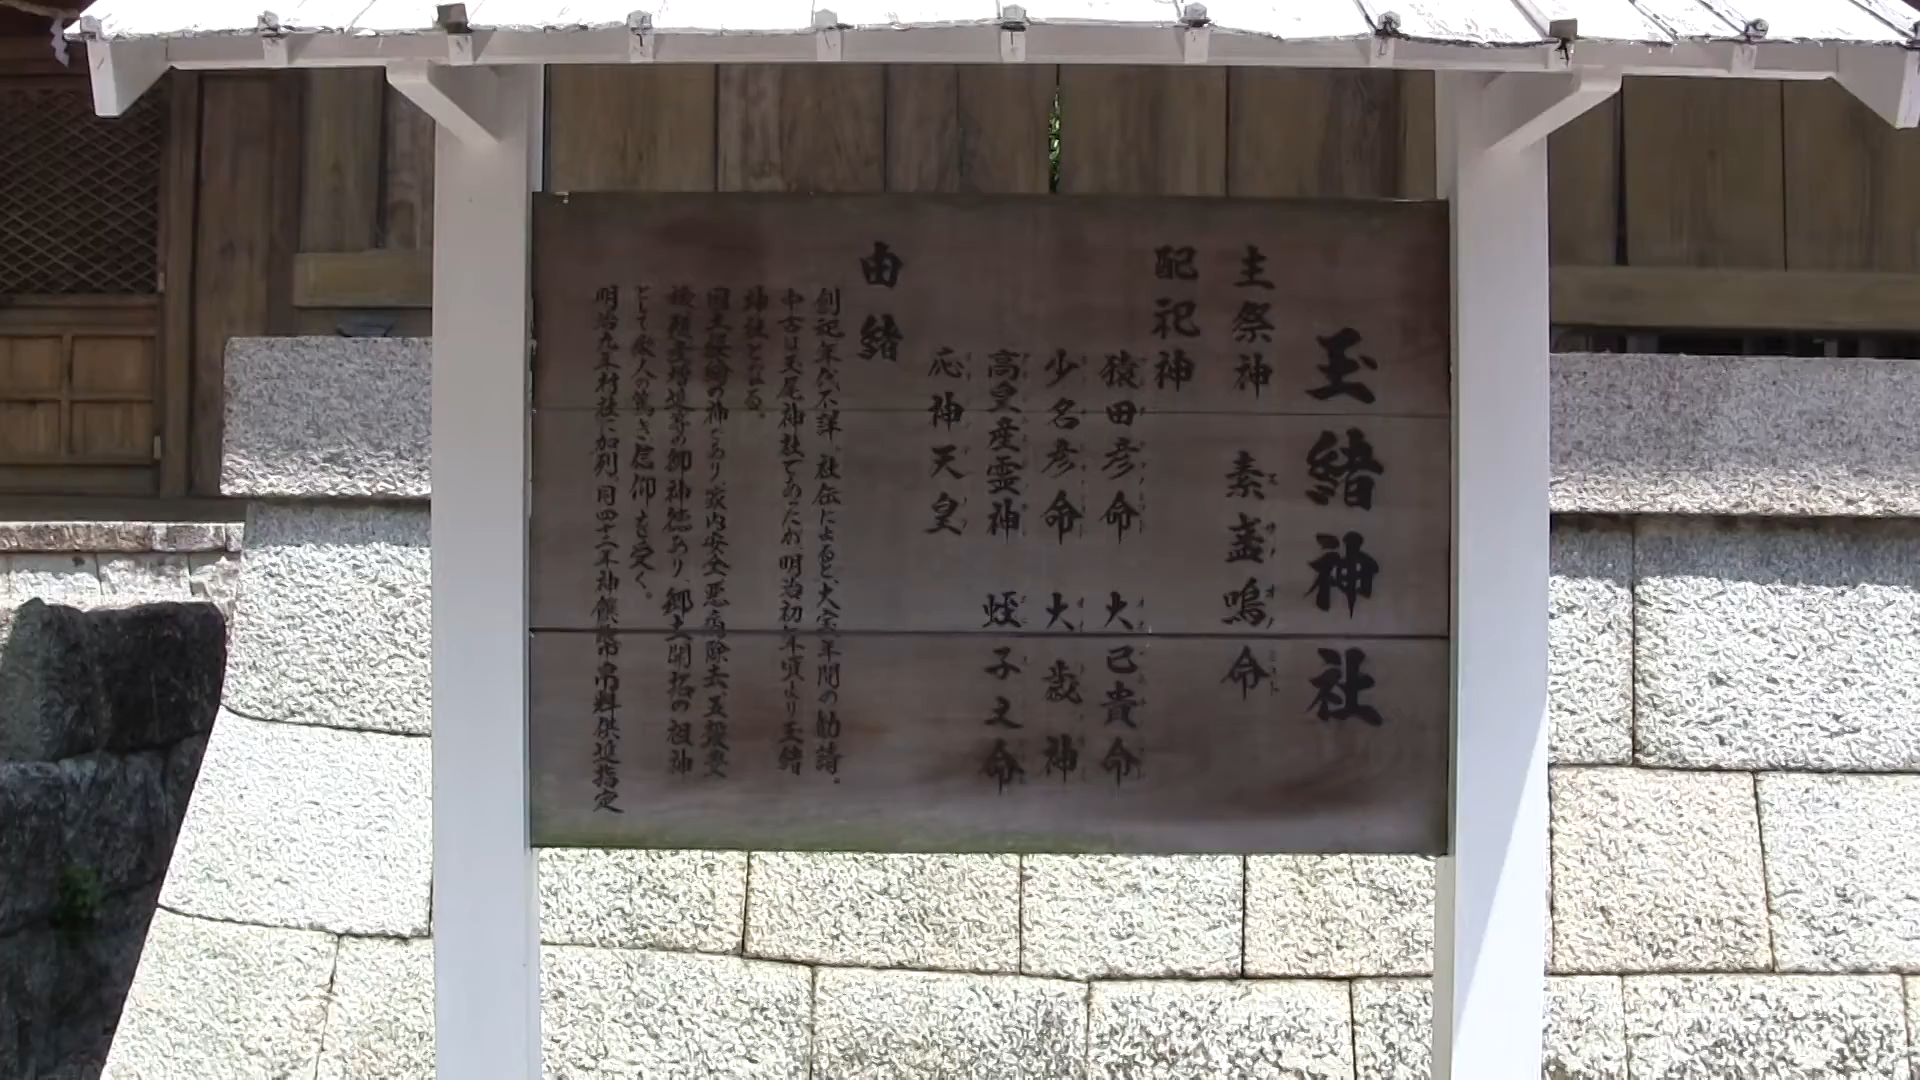 玉緒神社
主祭神 素盞嗚命
配祀神
猿田彦命 大己貴命
少名彦命 大歳神
高皇産霊神 蛭子之命
応神天皇
由緒
創祀年代不詳、社伝によると、大宝年間の勧請。
中古は天尾神社であったが、明治初年頃より玉緒
神社となる。
国土経綸の神であり、家内安全、悪病除去、五穀豊
穣、殖産増進等の御神徳あり、郷土開拓の祖神
として衆人の篤き信仰を受く。
明治九年村社に加列、同四十二年神饌幣帛料供進指定